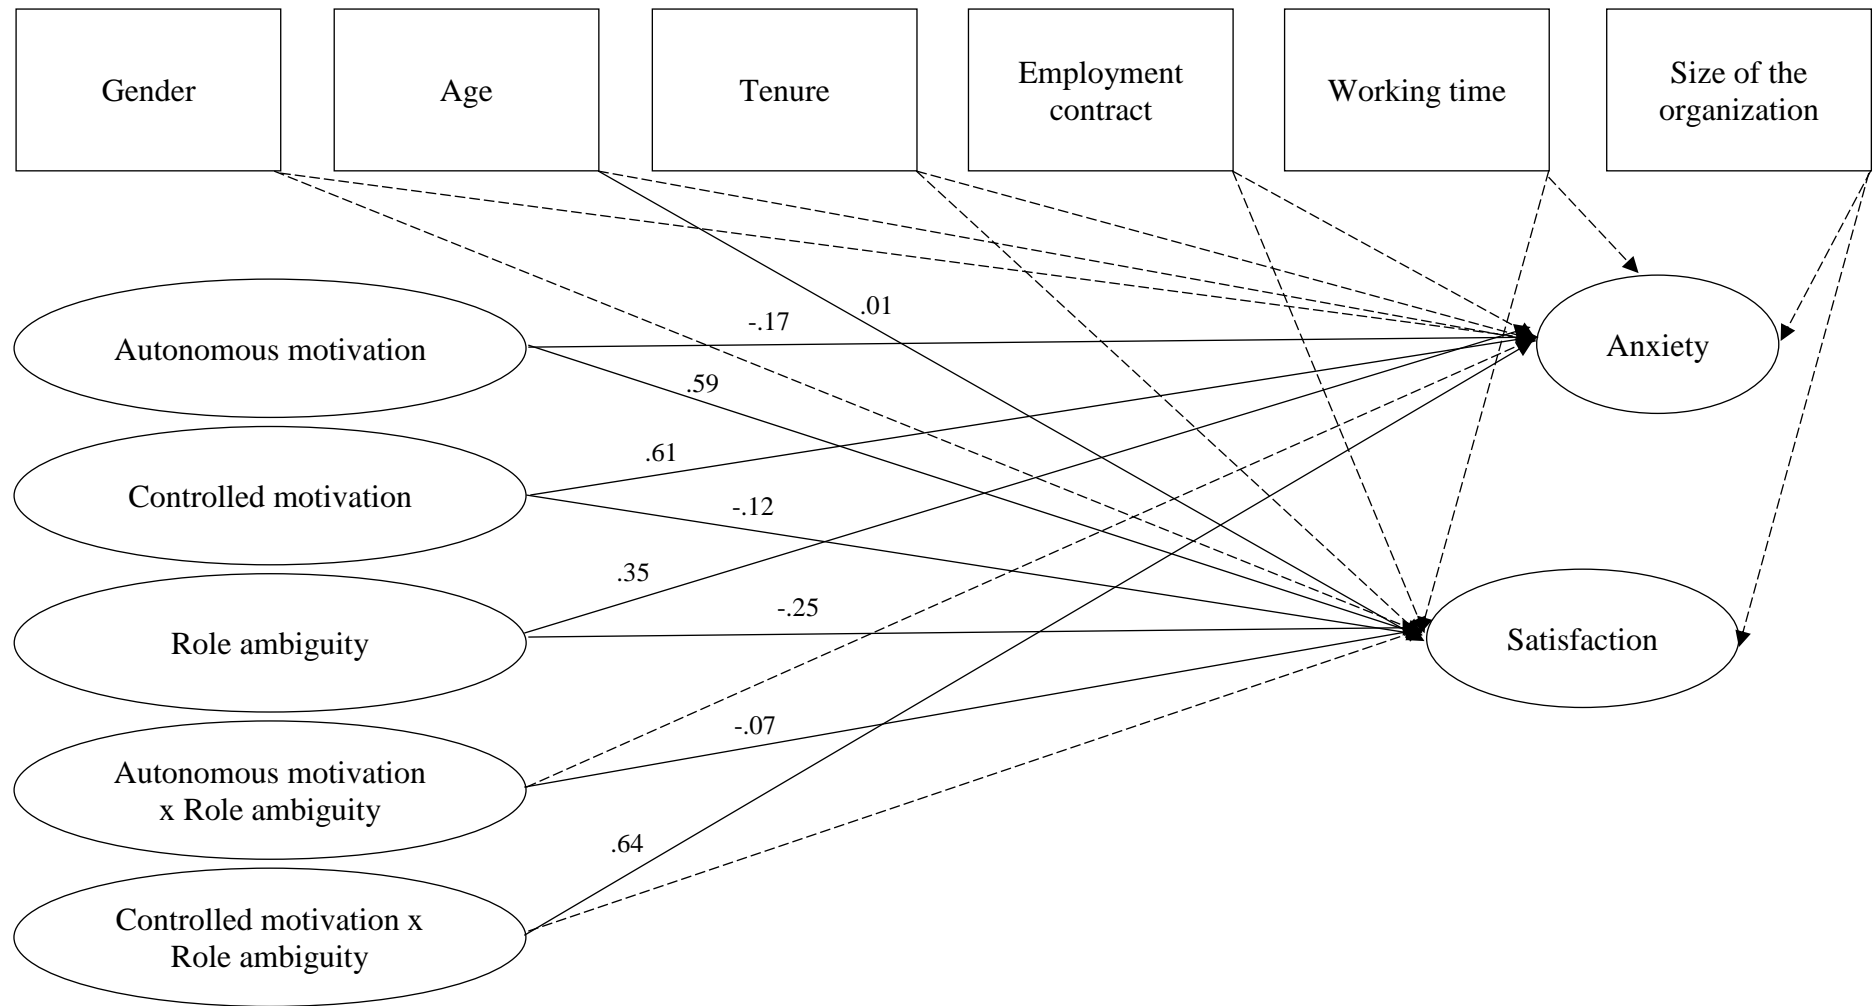 Gender
Age
Tenure
Employment
contract
Working time
Size of the
organization
.01
-.17
Autonomous motivation
Anxiety
.59
.61
Controlled motivation
-.12
.35
-.25
Role ambiguity
Satisfaction
-.07
Autonomous motivation
x Role ambiguity
.64
Controlled motivation x
Role ambiguity